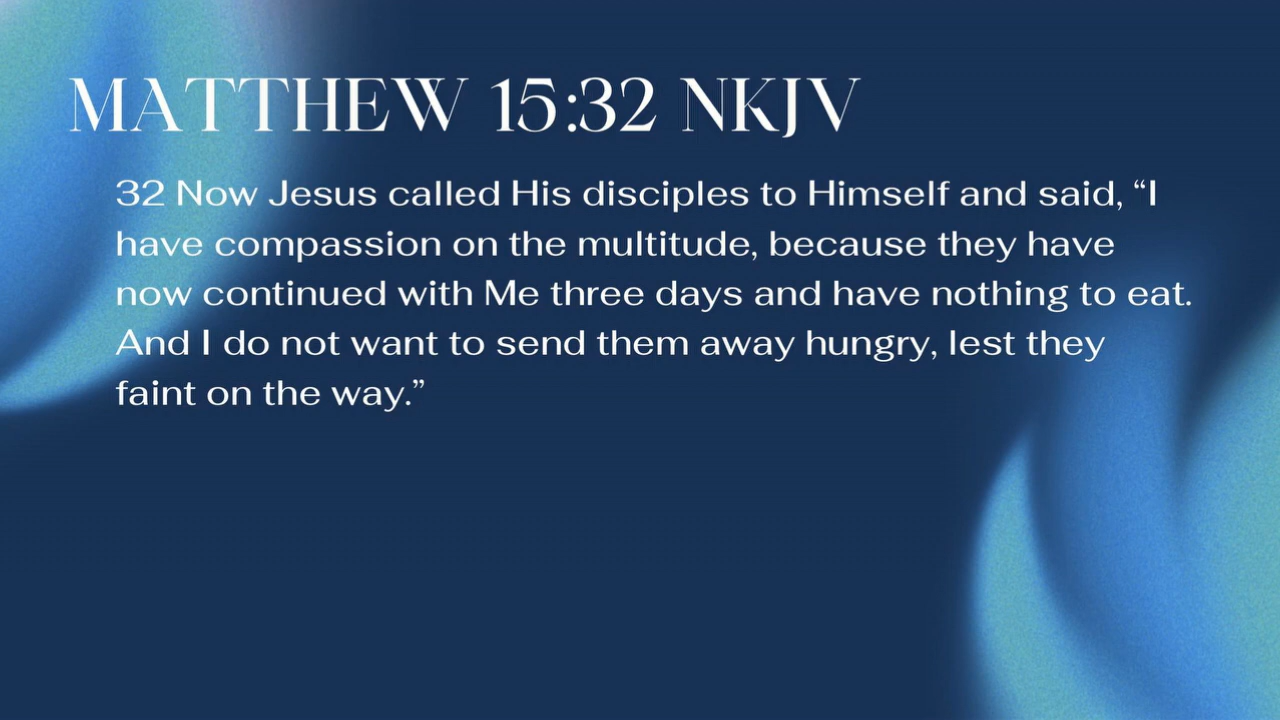 MATTHEW 15:32 NKJV
32 Now Jesus called His disciples to Himself and said, “I
have compassion on the multitude, because they have
now continued with Me three days and have nothing to eat.
And I do not want to send them away hungry, lest they
faint on the way.”